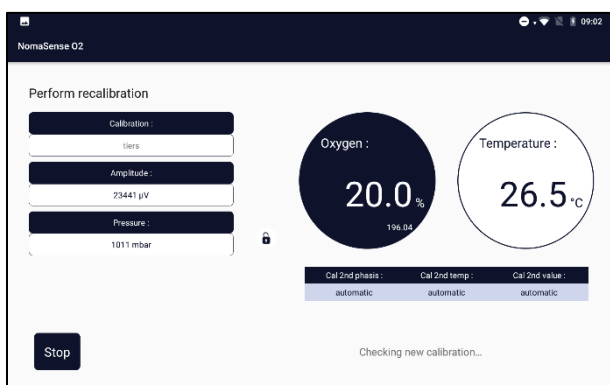 09:02
NomaSense O2
Perform recalibration
Calibration :
tiers
Amplitude :
23441 µV
Pressure :
1011 mbar
Oxygen :
20.0 %
196.04
Temperature :
26.5 °C
Cal 2nd phasis : Cal 2nd temp : Cal 2nd value :
automatic automatic automatic
Stop
Checking new calibration...